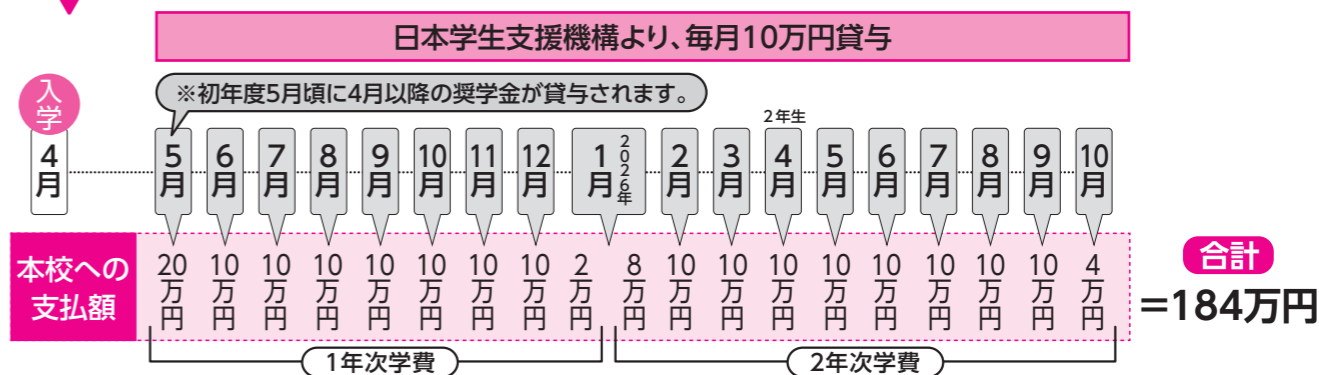 日本学生支援機構より、毎月10万円貸与
※初年度5月頃に4月以降の奨学金が貸与されます。
入学
2年生
4月 5月 6月 7月 8月 9月 10月 11月 12月 1月 2026年 2月 3月 4月 5月 6月 7月 8月 9月 10月
本校への
支払額
20万円 10万円 10万円 10万円 10万円 10万円 10万円 10万円 2万円 8万円 10万円 10万円 10万円 10万円 10万円 10万円 10万円 10万円 4万円
合計
=184万円
1年次学費 2年次学費